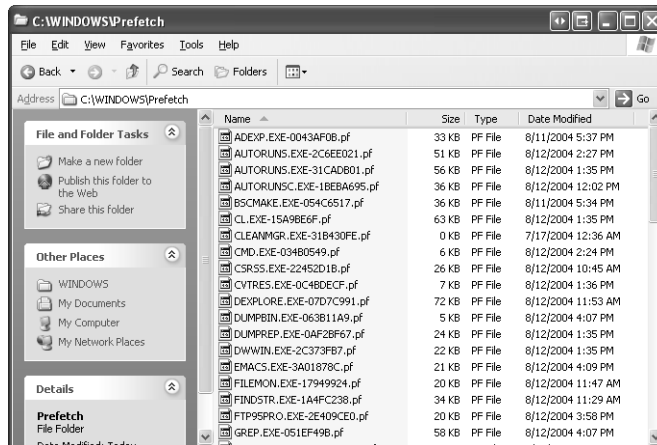 C:\WINDOWS\Prefetch
File Edit View Favorites Tools Help
Back Search Folders
Address C:\WINDOWS\Prefetch Go
File and Folder Tasks
Make a new folder
Publish this folder to
the Web
Share this folder
Other Places
WINDOWS
My Documents
My Computer
My Network Places
Details
Prefetch
File Folder
Date Modified: Today
Name Size Type Date Modified
ADEXP.EXE-0043AF0B.pf 33 KB PF File 8/11/2004 5:37 PM
AUTORUNS.EXE-2C6EE021.pf 51 KB PF File 8/12/2004 2:27 PM
AUTORUNS.EXE-31CADB01.pf 56 KB PF File 8/12/2004 1:35 PM
AUTORUNSC.EXE-1BEBA695.pf 36 KB PF File 8/12/2004 12:02 PM
BSCMAKE.EXE-054C6517.pf 36 KB PF File 8/11/2004 5:34 PM
CL.EXE-15A9BE6F.pf 63 KB PF File 8/12/2004 1:35 PM
CLEANMGR.EXE-31B430FE.pf 0 KB PF File 7/17/2004 12:36 AM
CMD.EXE-034B0549.pf 6 KB PF File 8/12/2004 2:24 PM
CSRSS.EXE-22452D1B.pf 26 KB PF File 8/12/2004 10:45 AM
CVTRES.EXE-0C4BDECF.pf 7 KB PF File 8/12/2004 1:36 PM
DEXPLORE.EXE-07D7C991.pf 72 KB PF File 8/12/2004 11:53 AM
DUMPBIN.EXE-063B11A9.pf 5 KB PF File 8/12/2004 4:07 PM
DUMPREP.EXE-0AF2BF67.pf 24 KB PF File 8/12/2004 1:35 PM
DWWIN.EXE-2C373FB7.pf 22 KB PF File 8/12/2004 1:35 PM
EMACS.EXE-3A01878C.pf 21 KB PF File 8/12/2004 4:09 PM
FILEMON.EXE-17949924.pf 20 KB PF File 8/12/2004 11:47 AM
FINDSTR.EXE-1A4FC238.pf 34 KB PF File 8/12/2004 11:29 AM
FTP95PRO.EXE-2E409CE0.pf 20 KB PF File 8/12/2004 3:58 PM
GREP.EXE-051EF49B.pf 58 KB PF File 8/12/2004 4:07 PM